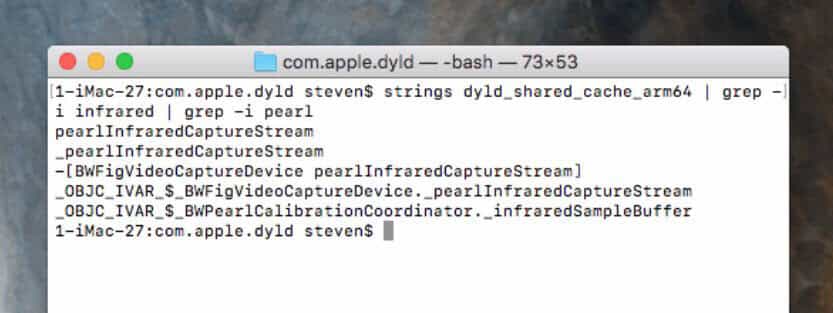 com.apple.dyld — -bash — 73×53
[1-iMac-27:com.apple.dyld steven$ strings dyld_shared_cache_arm64 | grep -]
i infrared | grep -i pearl
pearlInfraredCaptureStream
_pearlInfraredCaptureStream
-[BWFigVideoCaptureDevice pearlInfraredCaptureStream]
_OBJC_IVAR_$_BWFigVideoCaptureDevice._pearlInfraredCaptureStream
_OBJC_IVAR_$_BWPearlCalibrationCoordinator._infraredSampleBuffer
1-iMac-27:com.apple.dyld steven$